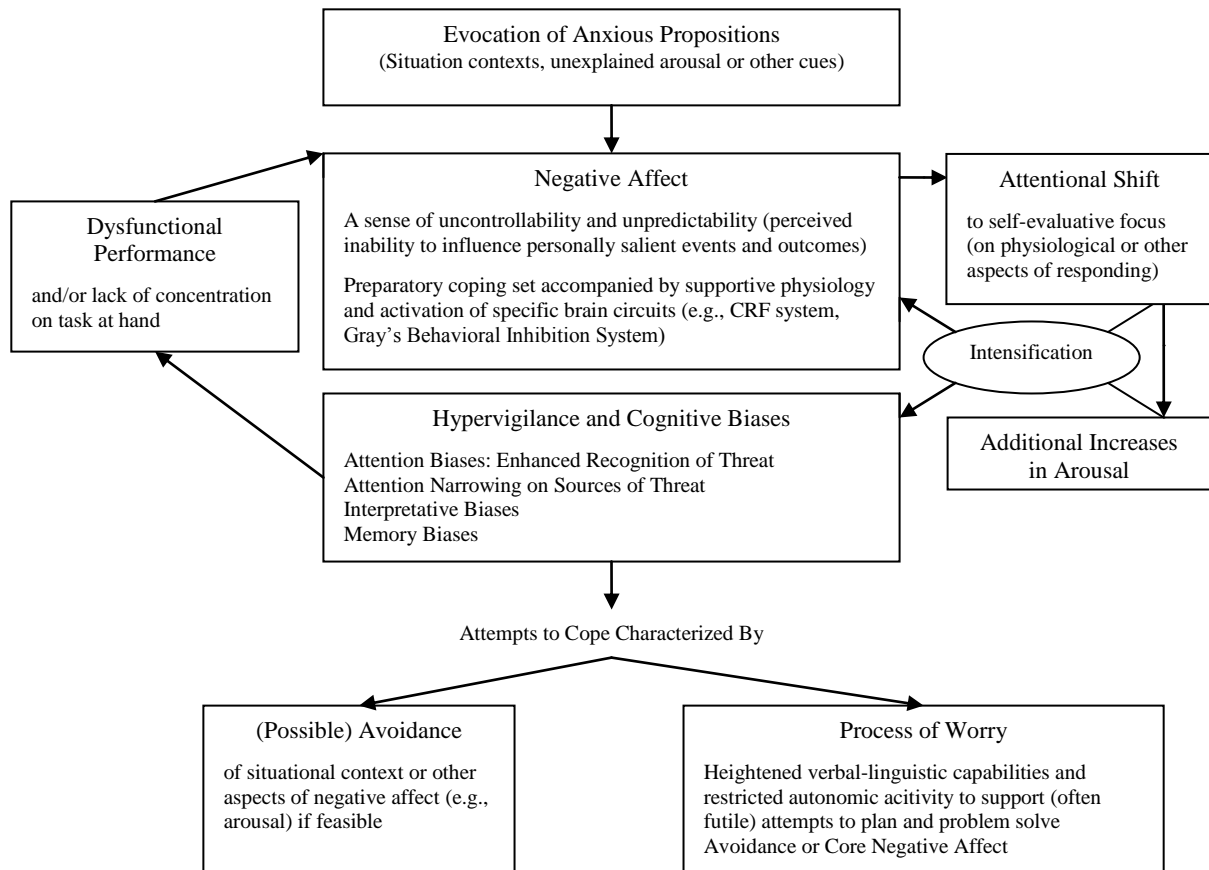 Evocation of Anxious Propositions
(Situation contexts, unexplained arousal or other cues)
Negative Affect
A sense of uncontrollability and unpredictability (perceived
inability to influence personally salient events and outcomes)
Preparatory coping set accompanied by supportive physiology
and activation of specific brain circuits (e.g., CRF system,
Gray’s Behavioral Inhibition System)
Attentional Shift
to self-evaluative focus
(on physiological or other
aspects of responding)
Dysfunctional
Performance
and/or lack of concentration
on task at hand
Intensification
Hypervigilance and Cognitive Biases
Attention Biases: Enhanced Recognition of Threat
Attention Narrowing on Sources of Threat
Interpretative Biases
Memory Biases
Additional Increases
in Arousal
Attempts to Cope Characterized By
(Possible) Avoidance
of situational context or other
aspects of negative affect (e.g.,
arousal) if feasible
Process of Worry
Heightened verbal-linguistic capabilities and
restricted autonomic acitivity to support (often
futile) attempts to plan and problem solve
Avoidance or Core Negative Affect